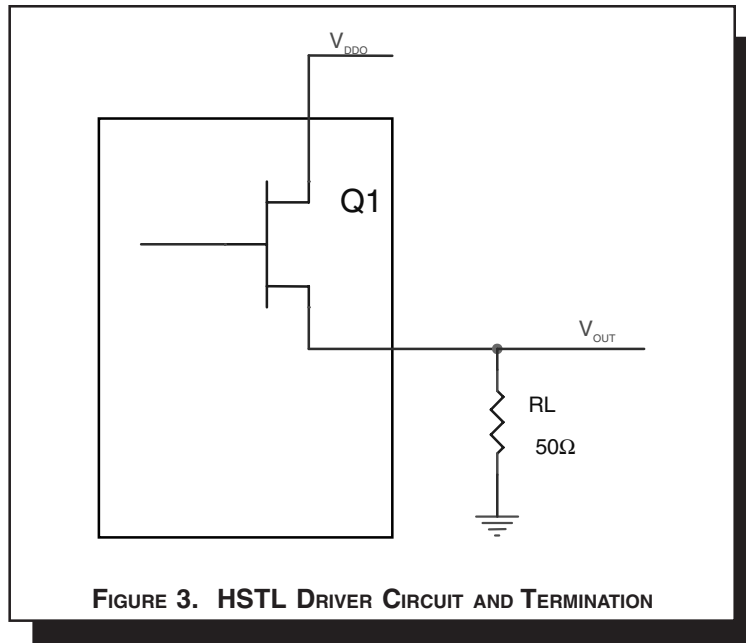 VDDO
Q1
VOUT
RL
50Ω
FIGURE 3. HSTL DRIVER CIRCUIT AND TERMINATION